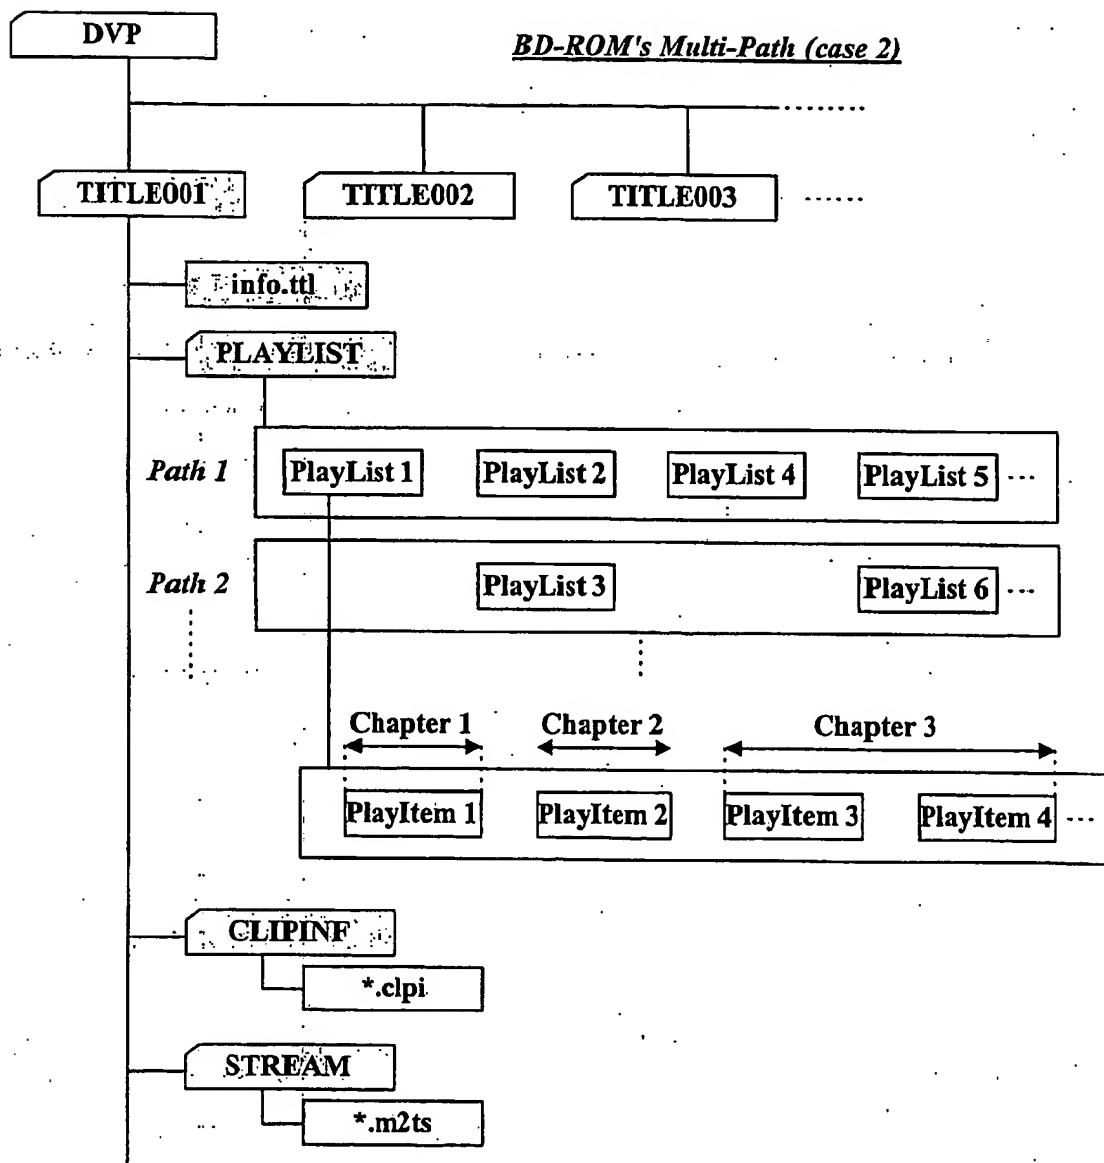 DVP
BD-ROM's Multi-Path (case 2)
TITLE001
TITLE002
TITLE003
info.ttl
PLAYLIST
Path 1
PlayList 1
PlayList 2
PlayList 4
PlayList 5
Path 2
PlayList 3
PlayList 6
Chapter 1
Chapter 2
Chapter 3
PlayItem 1
PlayItem 2
PlayItem 3
PlayItem 4
CLIPINF
*.clpi
STREAM
*.m2ts